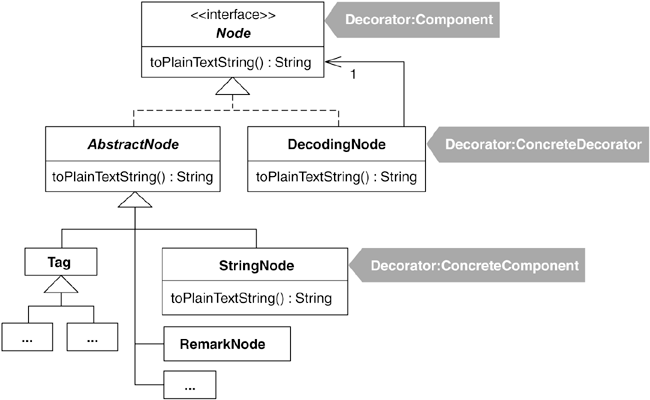 <<interface>>
Node
Decorator:Component
toPlainTextString() : String
1
AbstractNode
toPlainTextString() : String
DecodingNode
toPlainTextString() : String
Decorator:ConcreteDecorator
Tag
StringNode
toPlainTextString() : String
Decorator:ConcreteComponent
...
...
RemarkNode
...